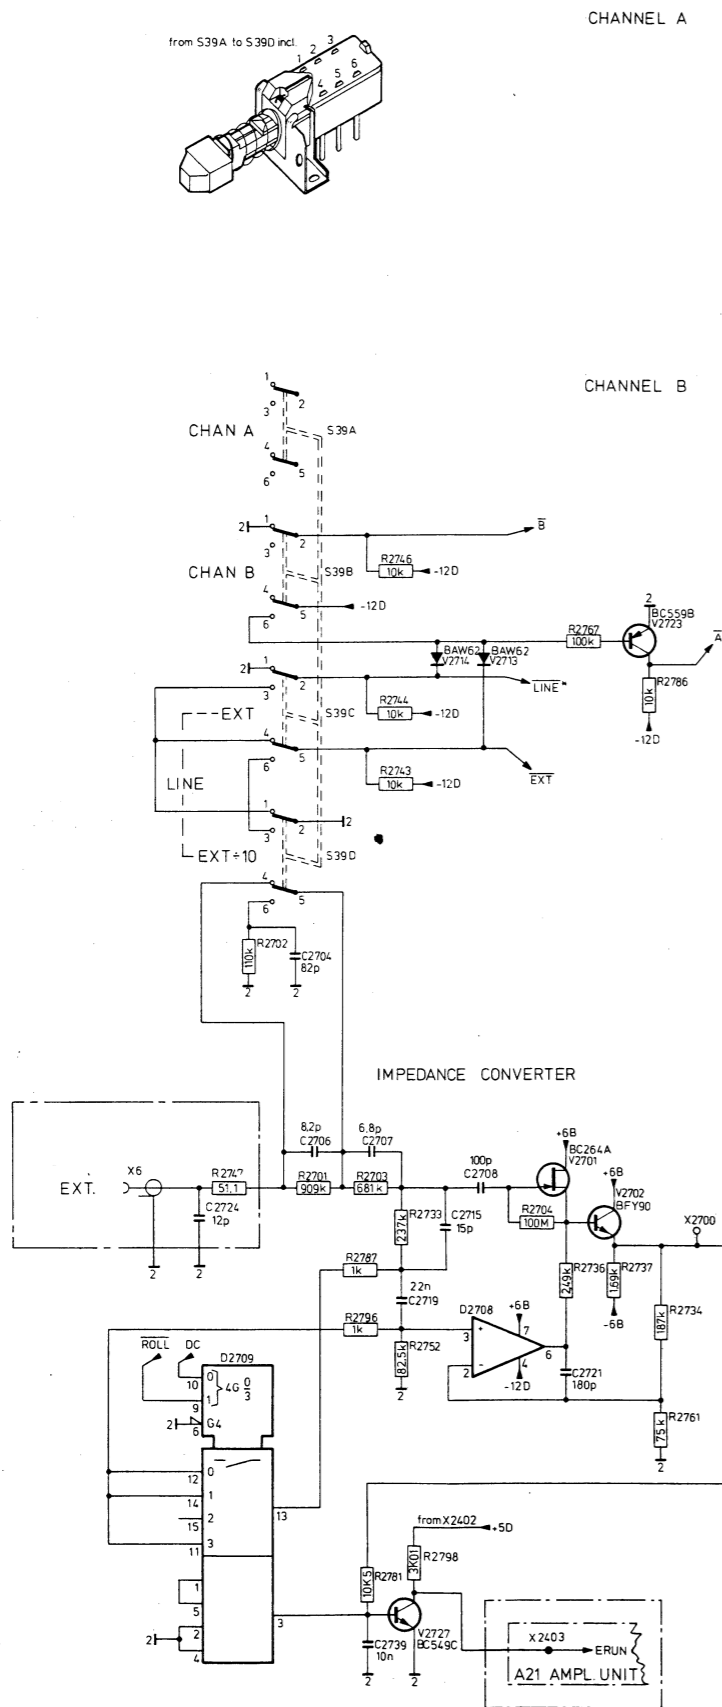 CHANNEL A
from S39A to S39D incl.
1 2 3
4 5 6
CHANNEL B
1
2
3
CHAN A
S39A
4
5
6
1
2
2
B
3
R2746
10k
-12D
CHAN B
S39B
4
5
-12D
6
2
BC559B
V2723
R2767
100k
A
BAW62
V2714
BAW62
V2713
R2786
10k
-12D
1
2
2
LINE
3
R2744
10k
-12D
EXT
S39C
4
5
EXT
6
R2743
10k
-12D
LINE
1
2
2
3
EXT÷10
S39D
4
5
6
R2702
110k
C2704
82p
2
2
IMPEDANCE CONVERTER
8,2p
C2706
6,8p
C2707
+6B
BC264A
V2701
100p
C2708
+6B
V2702
BFY90
X6
EXT.
R2747
51,1
R2701
909k
R2703
681k
C2724
12p
R2733
237k
C2715
15p
R2704
100M
X2700
2
2
R2787
1k
R2736
2,49k
R2737
1,69k
-6B
22n
C2719
R2734
187k
R2796
1k
D2708
+6B
7
3
+
6
2
-
4
-12D
ROLL
DC
D2709
R2752
82,5k
2
C2721
180p
0
10
1
9
4G 0/3
2
6
G4
R2761
75k
2
0
12
1
14
13
2
15
3
11
from X2402
+5D
R2798
3K01
R2781
10K5
1
5
3
2
2
4
V2727
BC549C
C2739
10n
2
2
X2403
ERUN
A21 AMPL. UNIT